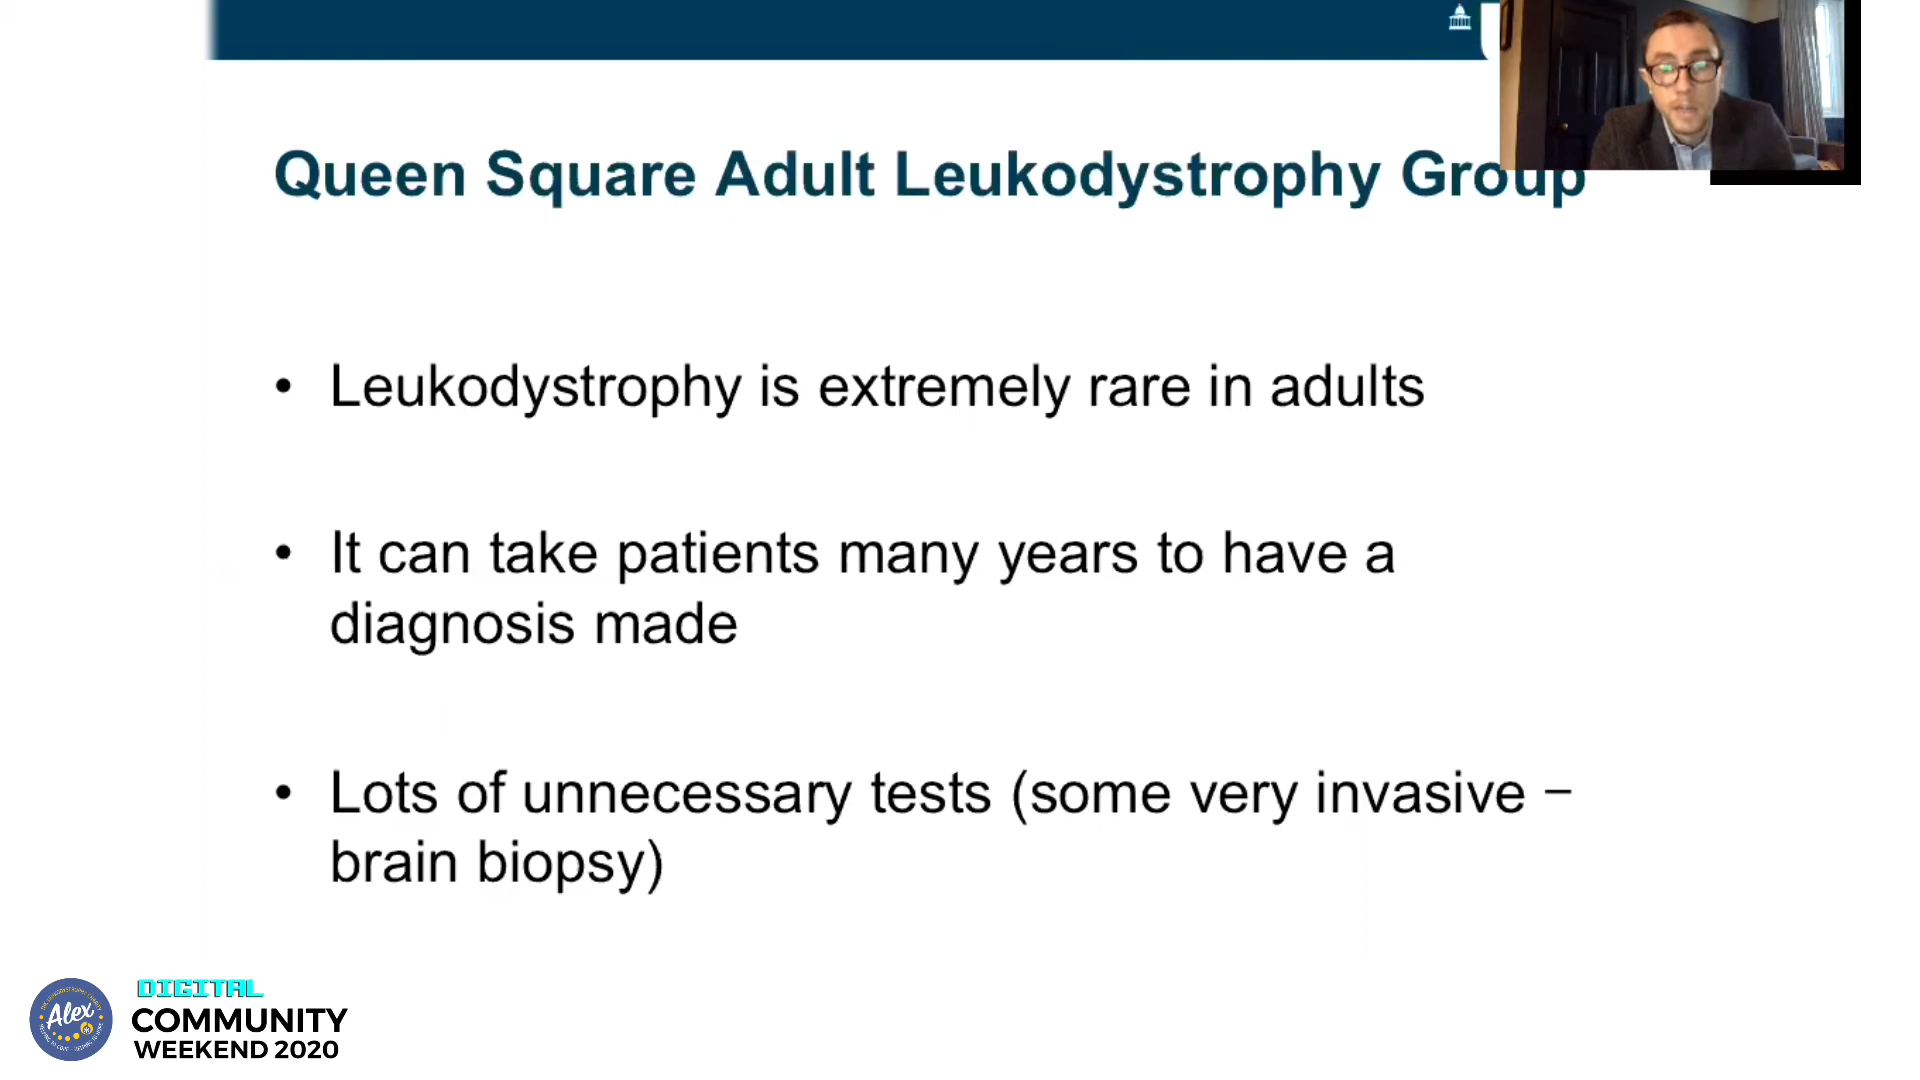 Queen Square Adult Leukodystrophy Group
• Leukodystrophy is extremely rare in adults
• It can take patients many years to have a
diagnosis made
• Lots of unnecessary tests (some very invasive –
brain biopsy)
Alex
DIGITAL
COMMUNITY
WEEKEND 2020